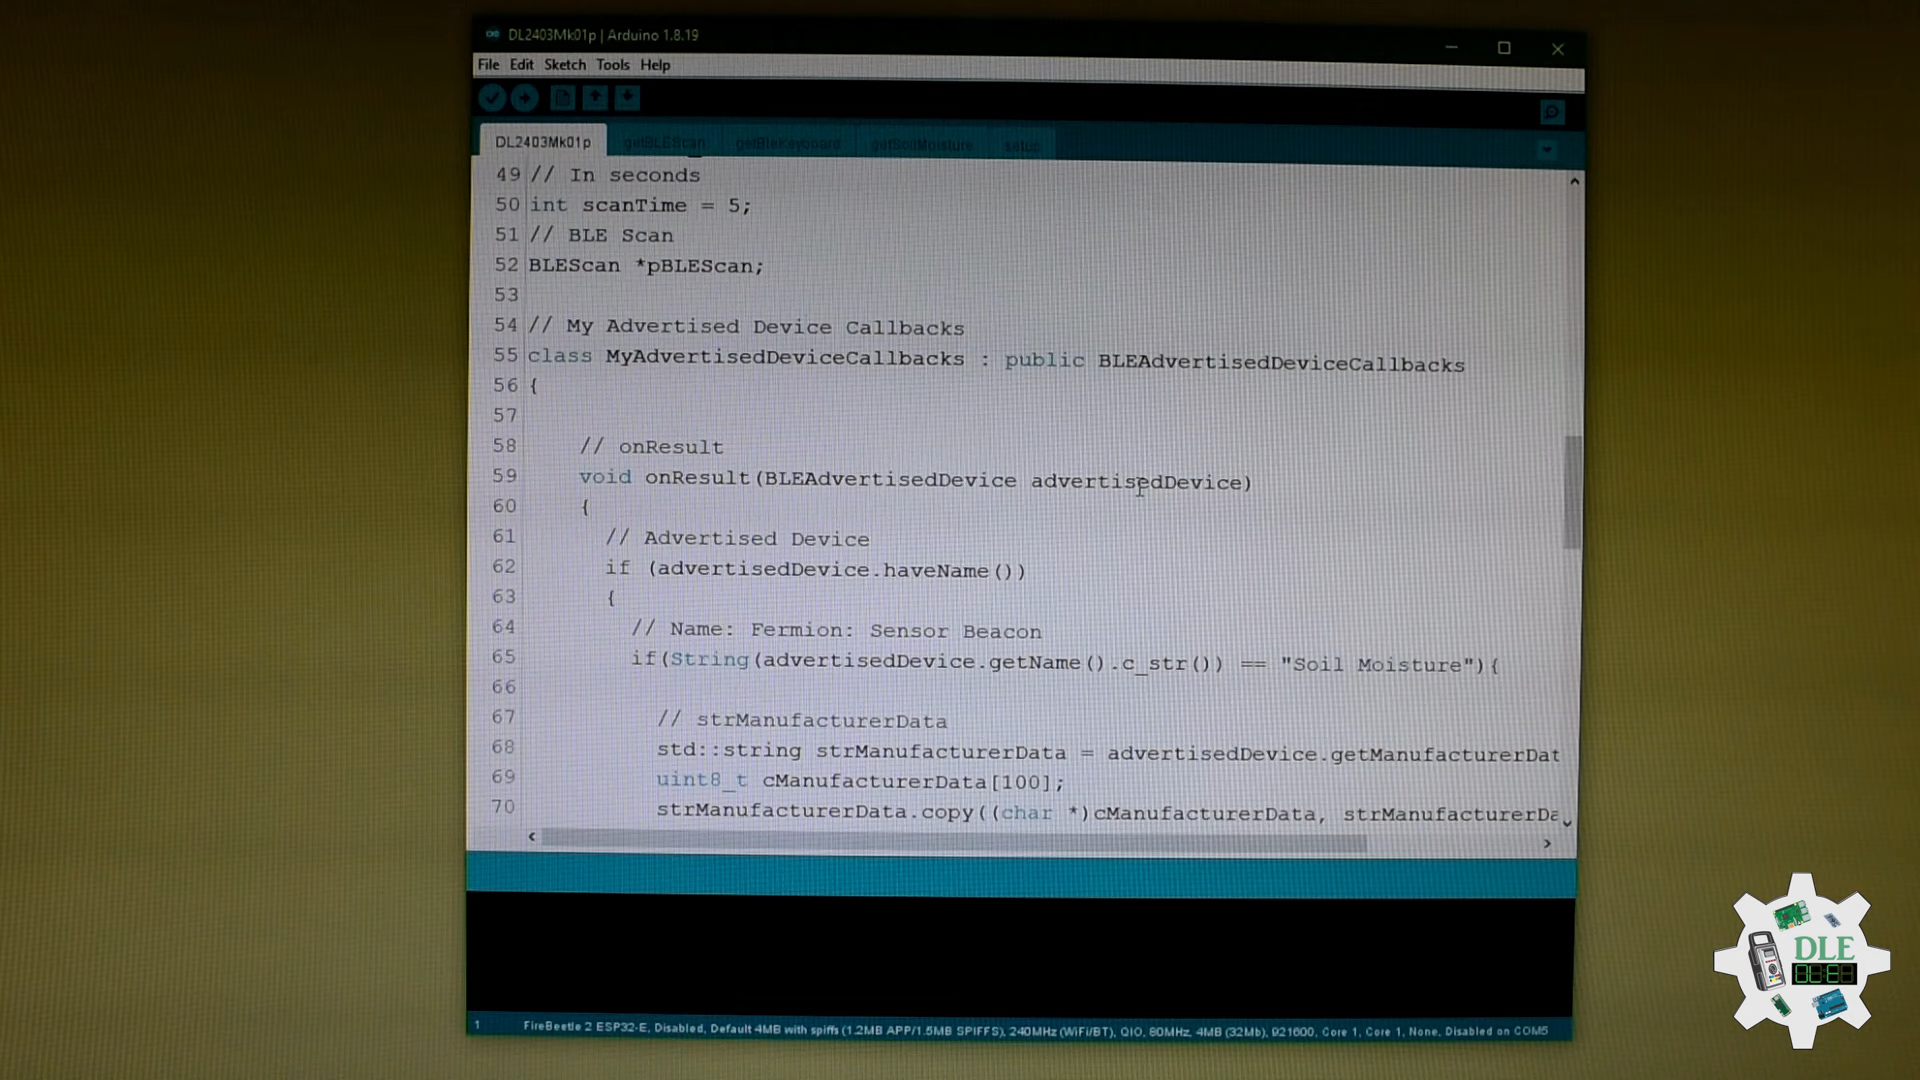 DL2403Mk01p | Arduino 1.8.19
File Edit Sketch Tools Help
DL2403Mk01p getBLEScan getBleKeyboard getSoilMoisture setup
49 // In seconds
50 int scanTime = 5;
51 // BLE Scan
52 BLEScan *pBLEScan;
53
54 // My Advertised Device Callbacks
55 class MyAdvertisedDeviceCallbacks : public BLEAdvertisedDeviceCallbacks
56 {
57
58 // onResult
59 void onResult(BLEAdvertisedDevice advertisedDevice)
60 {
61 // Advertised Device
62 if (advertisedDevice.haveName())
63 {
64 // Name: Fermion: Sensor Beacon
65 if(String(advertisedDevice.getName().c_str()) == "Soil Moisture"){
66
67 // strManufacturerData
68 std::string strManufacturerData = advertisedDevice.getManufacturerDat
69 uint8_t cManufacturerData[100];
70 strManufacturerData.copy((char *)cManufacturerData, strManufacturerDa
1 FireBeetle 2 ESP32-E, Disabled, Default 4MB with spiffs (1.2MB APP/1.5MB SPIFFS), 240MHz (WiFi/BT), QIO, 80MHz, 4MB (32Mb), 921600, Core 1, Core 1, None, Disabled on COM5
DLE